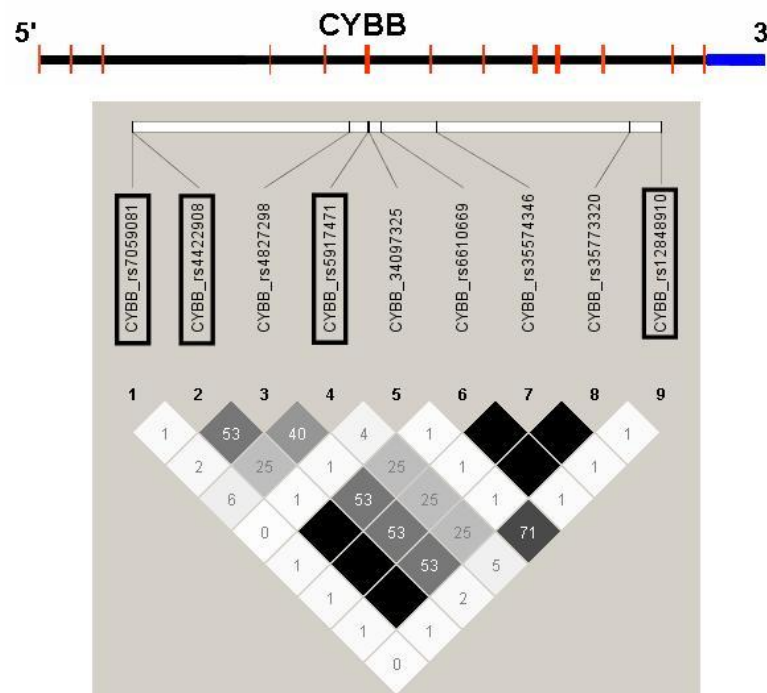 CYBB
5' 3
CYBB_rs7059081
CYBB_rs4422908
CYBB_rs4827298
CYBB_rs5917471
CYBB_34097325
CYBB_rs6610669
CYBB_rs35574346
CYBB_rs35773320
CYBB_rs12848910
1 2 3 4 5 6 7 8 9
1 53 40 4 1 1
2 25 1 25 1 1
6 1 53 25 1 1
0 53 25 71
1 53 5
1 2
1 1
0